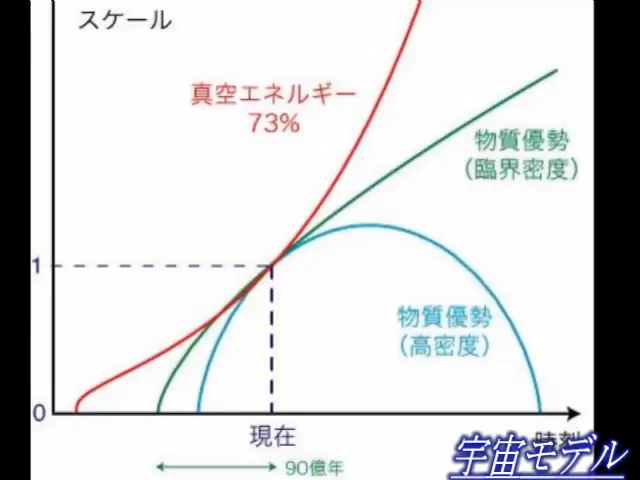 スケール
真空エネルギー
73%
物質優勢
（臨界密度）
1
物質優勢
（高密度）
0
現在
時刻
90億年
宇宙モデル